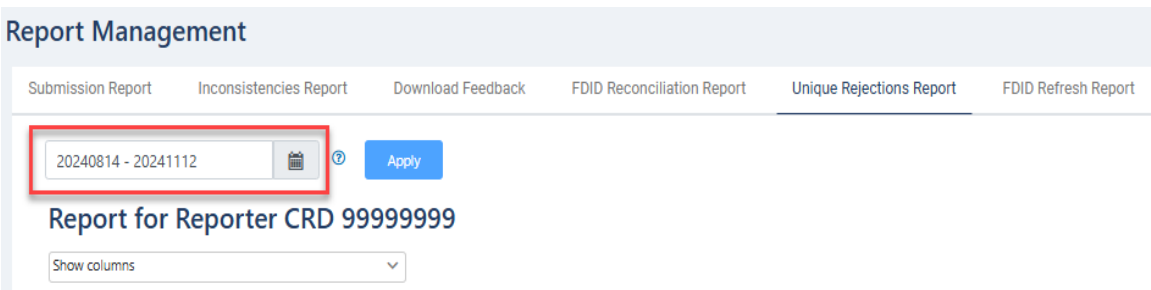 Report Management
Submission Report Inconsistencies Report Download Feedback FDID Reconciliation Report Unique Rejections Report FDID Refresh Report
20240814 - 20241112 ? Apply
Report for Reporter CRD 99999999
Show columns